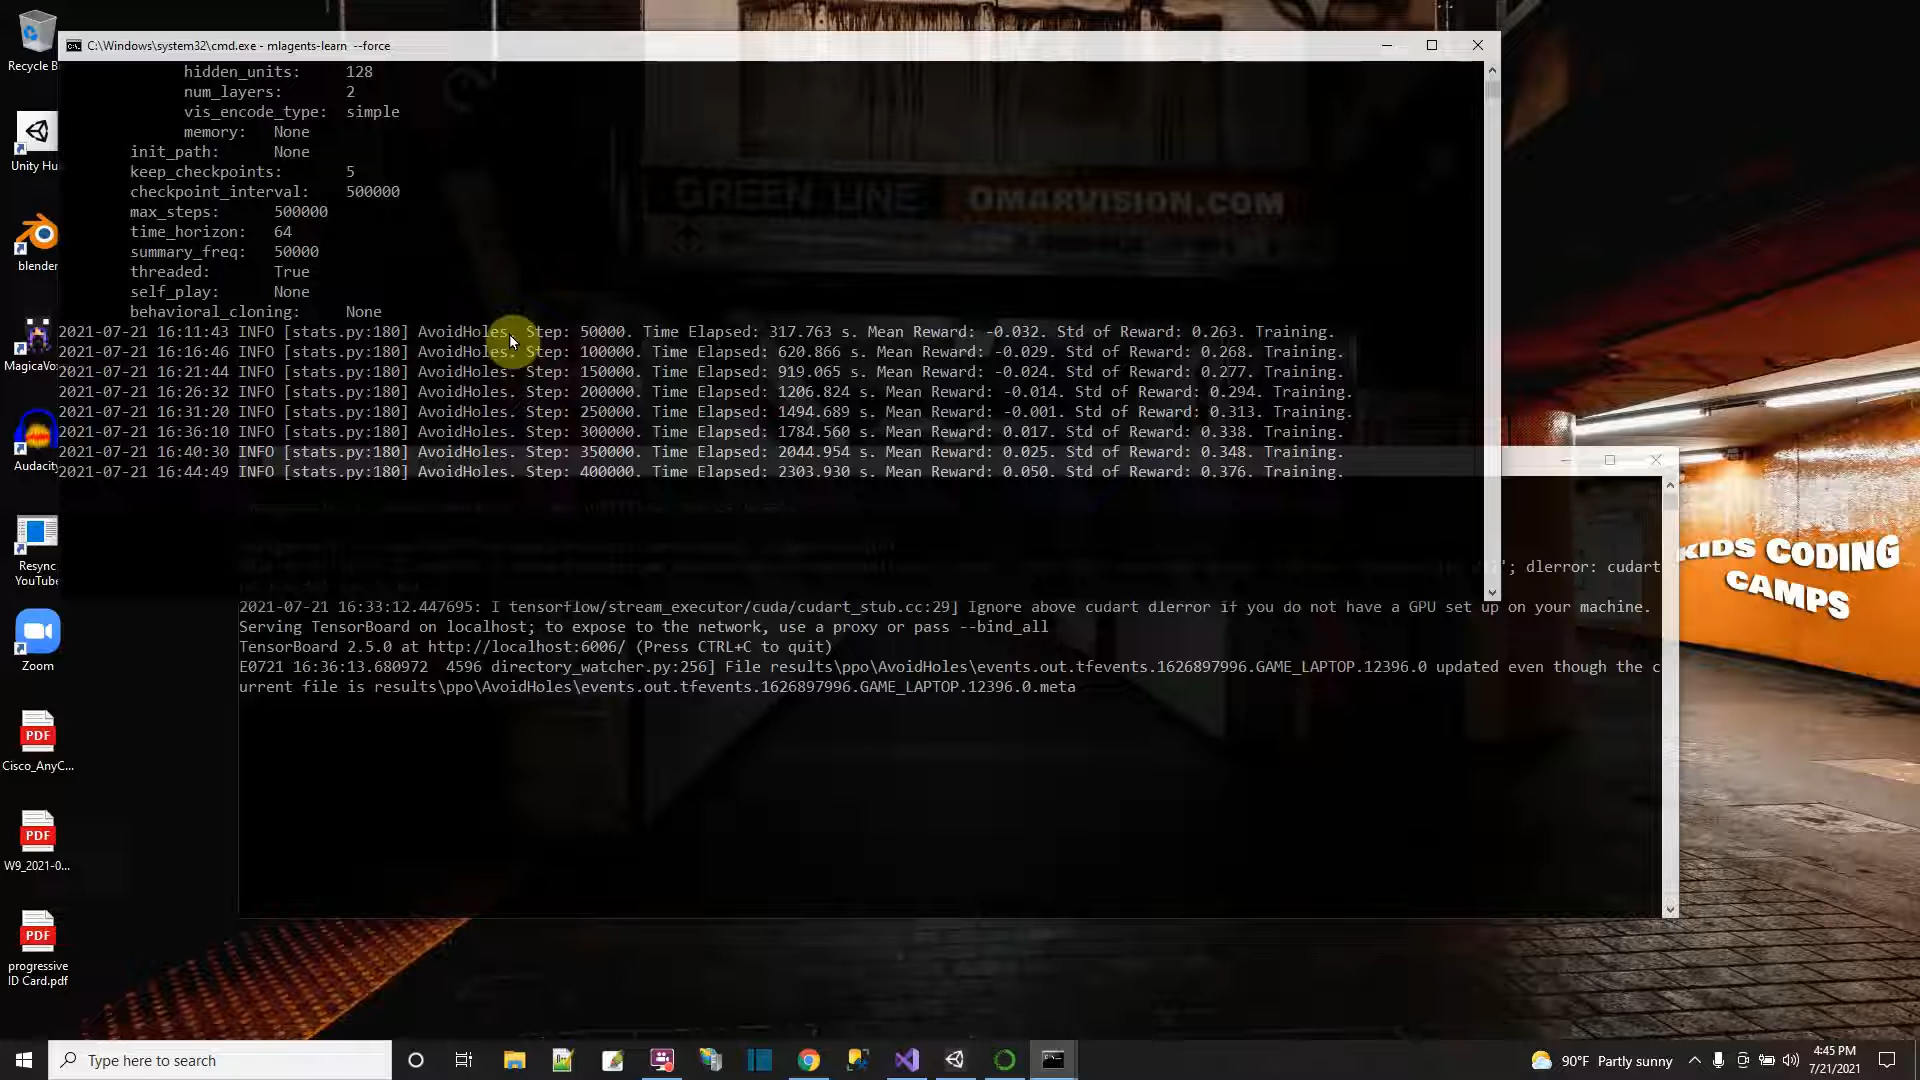 Recycle B
Unity Hu
blender
MagicaVo
Audacity
Resync
YouTube
Zoom
Cisco_AnyC...
W9_2021-0...
progressive
ID Card.pdf
PDF
PDF
PDF
C:\Windows\system32\cmd.exe - mlagents-learn --force
hidden_units: 128
num_layers: 2
vis_encode_type: simple
memory: None
init_path: None
keep_checkpoints: 5
checkpoint_interval: 500000
max_steps: 500000
time_horizon: 64
summary_freq: 50000
threaded: True
self_play: None
behavioral_cloning: None
2021-07-21 16:11:43 INFO [stats.py:180] AvoidHoles. Step: 50000. Time Elapsed: 317.763 s. Mean Reward: -0.032. Std of Reward: 0.263. Training.
2021-07-21 16:16:46 INFO [stats.py:180] AvoidHoles. Step: 100000. Time Elapsed: 620.866 s. Mean Reward: -0.029. Std of Reward: 0.268. Training.
2021-07-21 16:21:44 INFO [stats.py:180] AvoidHoles. Step: 150000. Time Elapsed: 919.065 s. Mean Reward: -0.024. Std of Reward: 0.277. Training.
2021-07-21 16:26:32 INFO [stats.py:180] AvoidHoles. Step: 200000. Time Elapsed: 1206.824 s. Mean Reward: -0.014. Std of Reward: 0.294. Training.
2021-07-21 16:31:20 INFO [stats.py:180] AvoidHoles. Step: 250000. Time Elapsed: 1494.689 s. Mean Reward: -0.001. Std of Reward: 0.313. Training.
2021-07-21 16:36:10 INFO [stats.py:180] AvoidHoles. Step: 300000. Time Elapsed: 1784.560 s. Mean Reward: 0.017. Std of Reward: 0.338. Training.
2021-07-21 16:40:30 INFO [stats.py:180] AvoidHoles. Step: 350000. Time Elapsed: 2044.954 s. Mean Reward: 0.025. Std of Reward: 0.348. Training.
2021-07-21 16:44:49 INFO [stats.py:180] AvoidHoles. Step: 400000. Time Elapsed: 2303.930 s. Mean Reward: 0.050. Std of Reward: 0.376. Training.
GREEN LINE OMARVISION.COM
'; dlerror: cudart
2021-07-21 16:33:12.447695: I tensorflow/stream_executor/cuda/cudart_stub.cc:29] Ignore above cudart dlerror if you do not have a GPU set up on your machine.
Serving TensorBoard on localhost; to expose to the network, use a proxy or pass --bind_all
TensorBoard 2.5.0 at http://localhost:6006/ (Press CTRL+C to quit)
E0721 16:36:13.680972 4596 directory_watcher.py:256] File results\ppo\AvoidHoles\events.out.tfevents.1626897996.GAME_LAPTOP.12396.0 updated even though the c
urrent file is results\ppo\AvoidHoles\events.out.tfevents.1626897996.GAME_LAPTOP.12396.0.meta
KIDS CODING
CAMPS
Type here to search
90°F Partly sunny
4:45 PM
7/21/2021